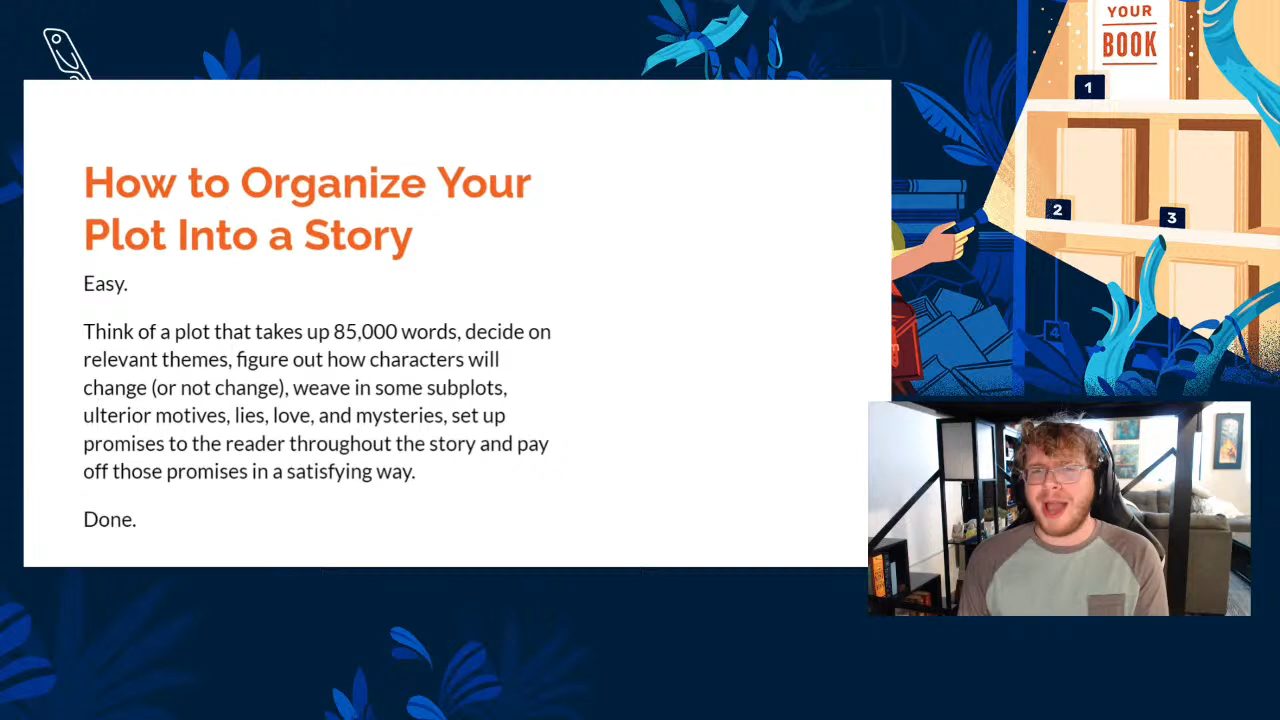 YOUR
BOOK
1
2
3
4
How to Organize Your
Plot Into a Story
Easy.
Think of a plot that takes up 85,000 words, decide on
relevant themes, figure out how characters will
change (or not change), weave in some subplots,
ulterior motives, lies, love, and mysteries, set up
promises to the reader throughout the story and pay
off those promises in a satisfying way.
Done.